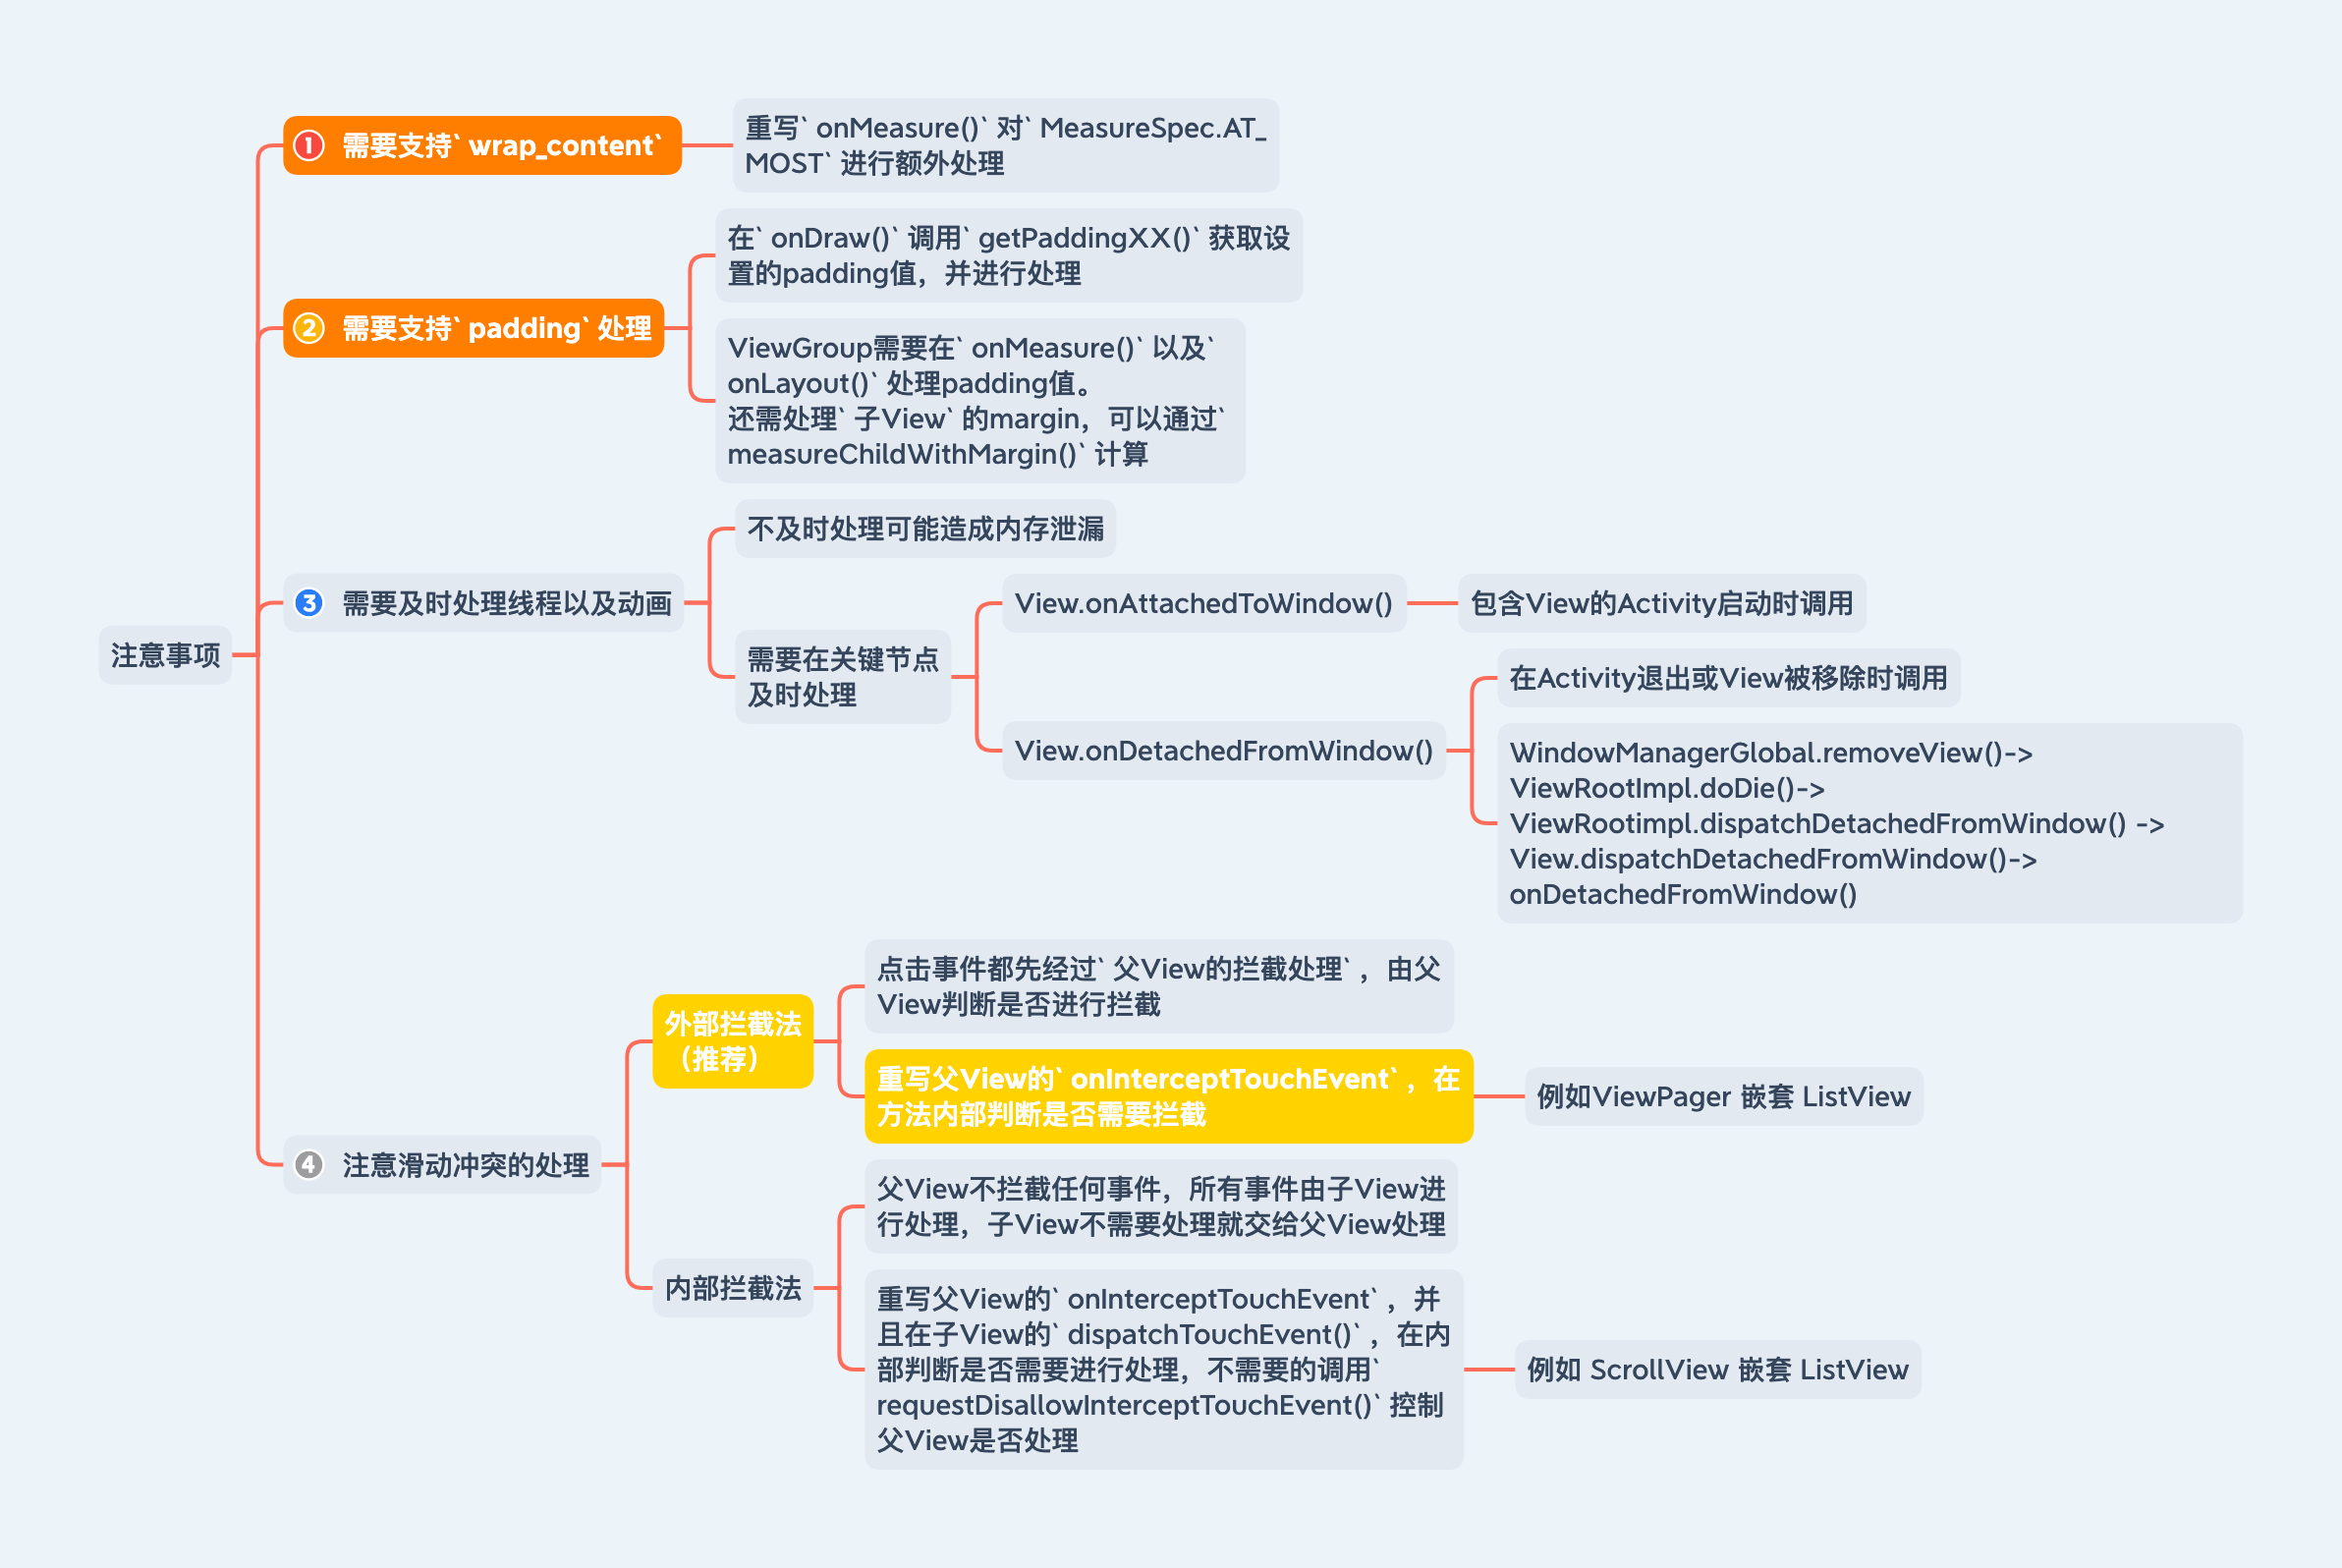 注意事项
1 需要支持` wrap_content`
重写` onMeasure()` 对` MeasureSpec.AT_
MOST` 进行额外处理
2 需要支持` padding` 处理
在` onDraw()` 调用` getPaddingXX()` 获取设
置的padding值，并进行处理
ViewGroup需要在` onMeasure()` 以及`
onLayout()` 处理padding值。
还需处理` 子View` 的margin，可以通过`
measureChildWithMargin()` 计算
3 需要及时处理线程以及动画
不及时处理可能造成内存泄漏
需要在关键节点
及时处理
View.onAttachedToWindow()
包含View的Activity启动时调用
View.onDetachedFromWindow()
在Activity退出或View被移除时调用
WindowManagerGlobal.removeView()->
ViewRootImpl.doDie()->
ViewRootimpl.dispatchDetachedFromWindow() ->
View.dispatchDetachedFromWindow()->
onDetachedFromWindow()
4 注意滑动冲突的处理
外部拦截法
（推荐）
点击事件都先经过` 父View的拦截处理` ，由父
View判断是否进行拦截
重写父View的` onInterceptTouchEvent` ，在
方法内部判断是否需要拦截
例如ViewPager 嵌套 ListView
内部拦截法
父View不拦截任何事件，所有事件由子View进
行处理，子View不需要处理就交给父View处理
重写父View的` onInterceptTouchEvent` ，并
且在子View的` dispatchTouchEvent()` ，在内
部判断是否需要进行处理，不需要的调用`
requestDisallowInterceptTouchEvent()` 控制
父View是否处理
例如 ScrollView 嵌套 ListView